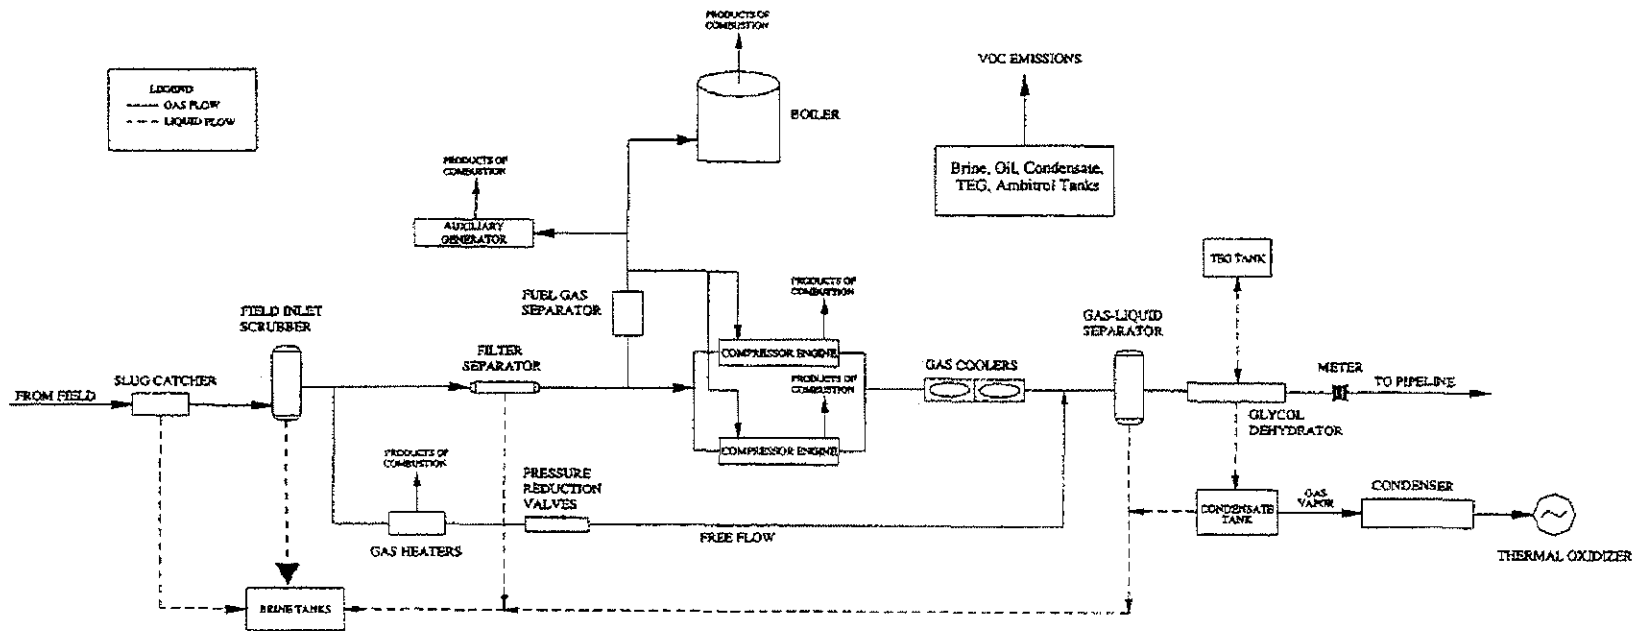 PRODUCTS OF
COMBUSTION
VOC EMISSIONS
LEGEND
GAS FLOW
LIQUID FLOW
BOILER
PRODUCTS OF
COMBUSTION
Brine, Oil, Condensate,
TEG, Ambitrol Tanks
AUXILIARY
GENERATOR
TEG TANK
FUEL GAS
SEPARATOR
PRODUCTS OF
COMBUSTION
FIELD INLET
SCRUBBER
GAS-LIQUID
SEPARATOR
FILTER
SEPARATOR
COMPRESSOR ENGINE
GAS COOLERS
METER
SLUG CATCHER
PRODUCTS OF
COMBUSTION
TO PIPELINE
FROM FIELD
GLYCOL
DEHYDRATOR
COMPRESSOR ENGINE
PRODUCTS OF
COMBUSTION
PRESSURE
REDUCTION
VALVES
CONDENSATE
TANK
GAS
VAPOR
CONDENSER
FREE FLOW
GAS HEATERS
THERMAL OXIDIZER
BRINE TANKS